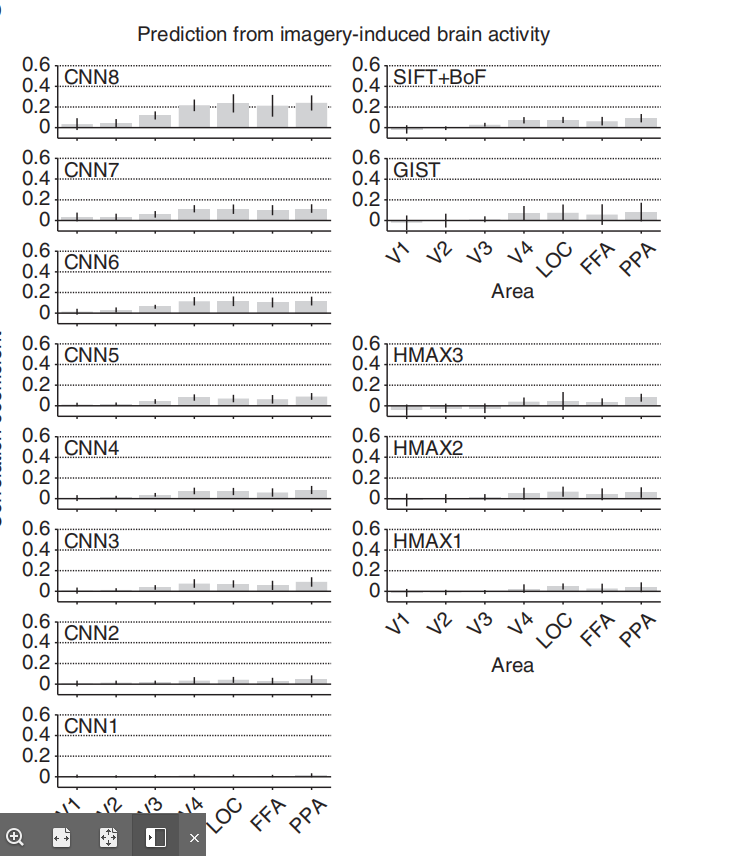 Prediction from imagery-induced brain activity
0.6
0.4
0.2
0
CNN8
0.6
0.4
0.2
0
CNN7
0.6
0.4
0.2
0
CNN6
0.6
0.4
0.2
0
CNN5
0.6
0.4
0.2
0
CNN4
0.6
0.4
0.2
0
CNN3
0.6
0.4
0.2
0
CNN2
0.6
0.4
0.2
0
CNN1
V1
V2
V3
V4
LOC
FFA
PPA
0.6
0.4
0.2
0
SIFT+BoF
0.6
0.4
0.2
0
GIST
V1
V2
V3
V4
LOC
FFA
PPA
Area
0.6
0.4
0.2
0
HMAX3
0.6
0.4
0.2
0
HMAX2
0.6
0.4
0.2
0
HMAX1
V1
V2
V3
V4
LOC
FFA
PPA
Area